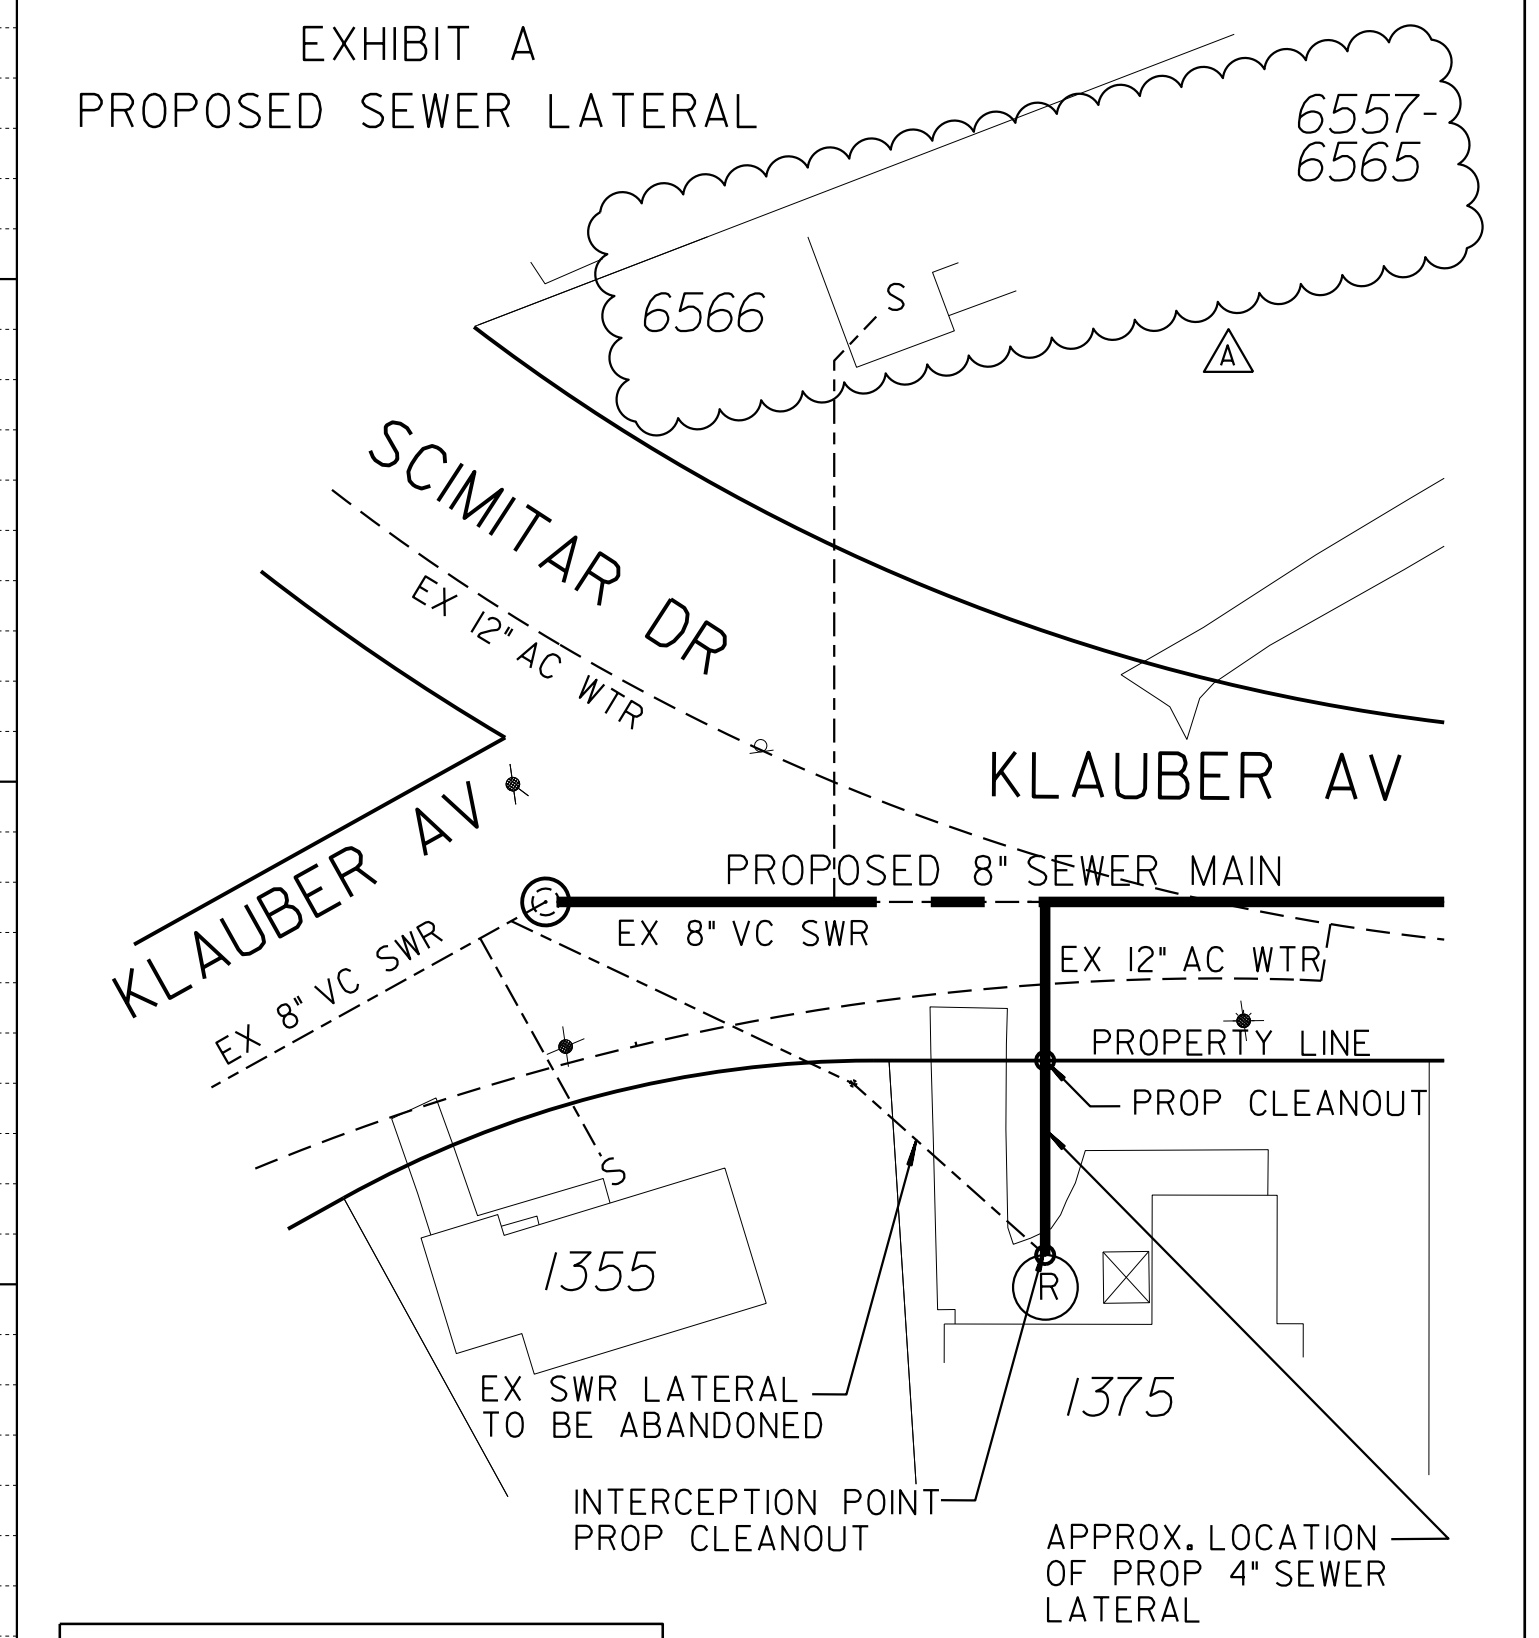 EXHIBIT A
PROPOSED SEWER LATERAL
6557-
6565
6566
S
A
SCIMITAR DR
EX 12" AC WTR
KLAUBER AV
KLAUBER AV
PROPOSED 8" SEWER MAIN
EX 8" VC SWR
EX 8" VC SWR
EX 12" AC WTR
PROPERTY LINE
PROP CLEANOUT
S
1355
R
1375
EX SWR LATERAL
TO BE ABANDONED
INTERCEPTION POINT
PROP CLEANOUT
APPROX. LOCATION
OF PROP 4" SEWER
LATERAL